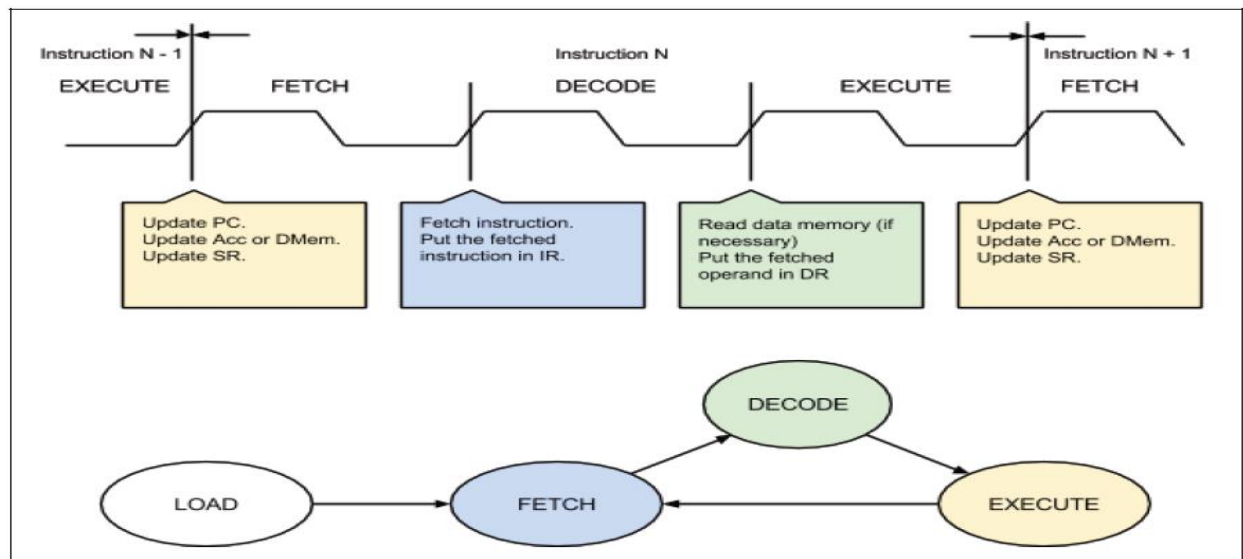 Instruction N - 1
Instruction N
Instruction N + 1
EXECUTE
FETCH
DECODE
EXECUTE
FETCH
Update PC.
Update Acc or DMem.
Update SR.
Fetch instruction.
Put the fetched
instruction in IR.
Read data memory (if
necessary)
Put the fetched
operand in DR
Update PC.
Update Acc or DMem.
Update SR.
DECODE
LOAD
FETCH
EXECUTE